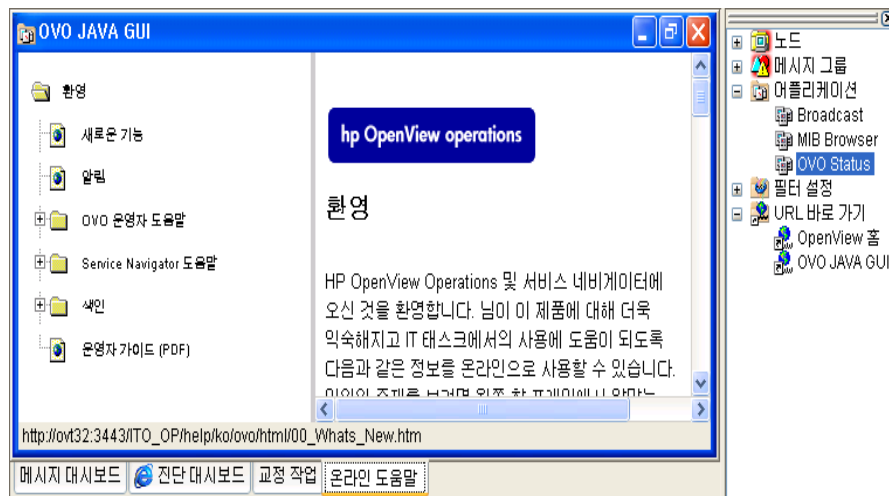 OVO JAVA GUI
환영
새로운 기능
알림
OVO 운영자 도움말
Service Navigator 도움말
색인
운영자 가이드 (PDF)
hp OpenView operations
환영
HP OpenView Operations 및 서비스 네비게이터에
오신 것을 환영합니다. 님이 이 제품에 대해 더욱
익숙해지고 IT 태스크에서의 사용에 도움이 되도록
다음과 같은 정보를 온라인으로 사용할 수 있습니다.
http://ovt32:3443/ITO_OP/help/ko/ovo/html/00_Whats_New.htm
메시지 대시보드
진단 대시보드
교정 작업
온라인 도움말
노드
메시지 그룹
어플리케이션
Broadcast
MIB Browser
OVO Status
필터 설정
URL 바로 가기
OpenView 홈
OVO JAVA GUI